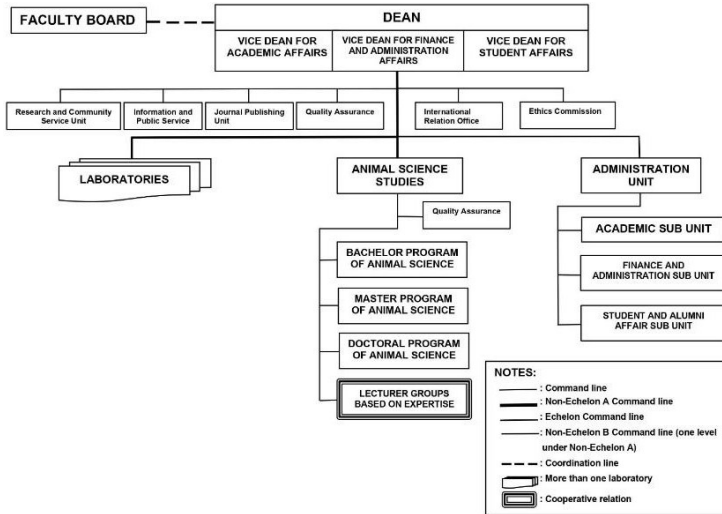 FACULTY BOARD
DEAN
VICE DEAN FOR
ACADEMIC AFFAIRS
VICE DEAN FOR FINANCE
AND ADMINISTRATION
AFFAIRS
VICE DEAN FOR
STUDENT AFFAIRS
Research and Community
Service Unit
Information and
Public Service
Journal Publishing
Unit
Quality Assurance
International
Relation Office
Ethics Commission
LABORATORIES
ANIMAL SCIENCE
STUDIES
ADMINISTRATION
UNIT
Quality Assurance
ACADEMIC SUB UNIT
BACHELOR PROGRAM
OF ANIMAL SCIENCE
FINANCE AND
ADMINISTRATION SUB UNIT
MASTER PROGRAM
OF ANIMAL SCIENCE
STUDENT AND ALUMNI
AFFAIR SUB UNIT
DOCTORAL PROGRAM
OF ANIMAL SCIENCE
LECTURER GROUPS
BASED ON EXPERTISE
NOTES:
: Command line
: Non-Echelon A Command line
: Echelon Command line
: Non-Echelon B Command line (one level
under Non-Echelon A)
: Coordination line
: More than one laboratory
: Cooperative relation